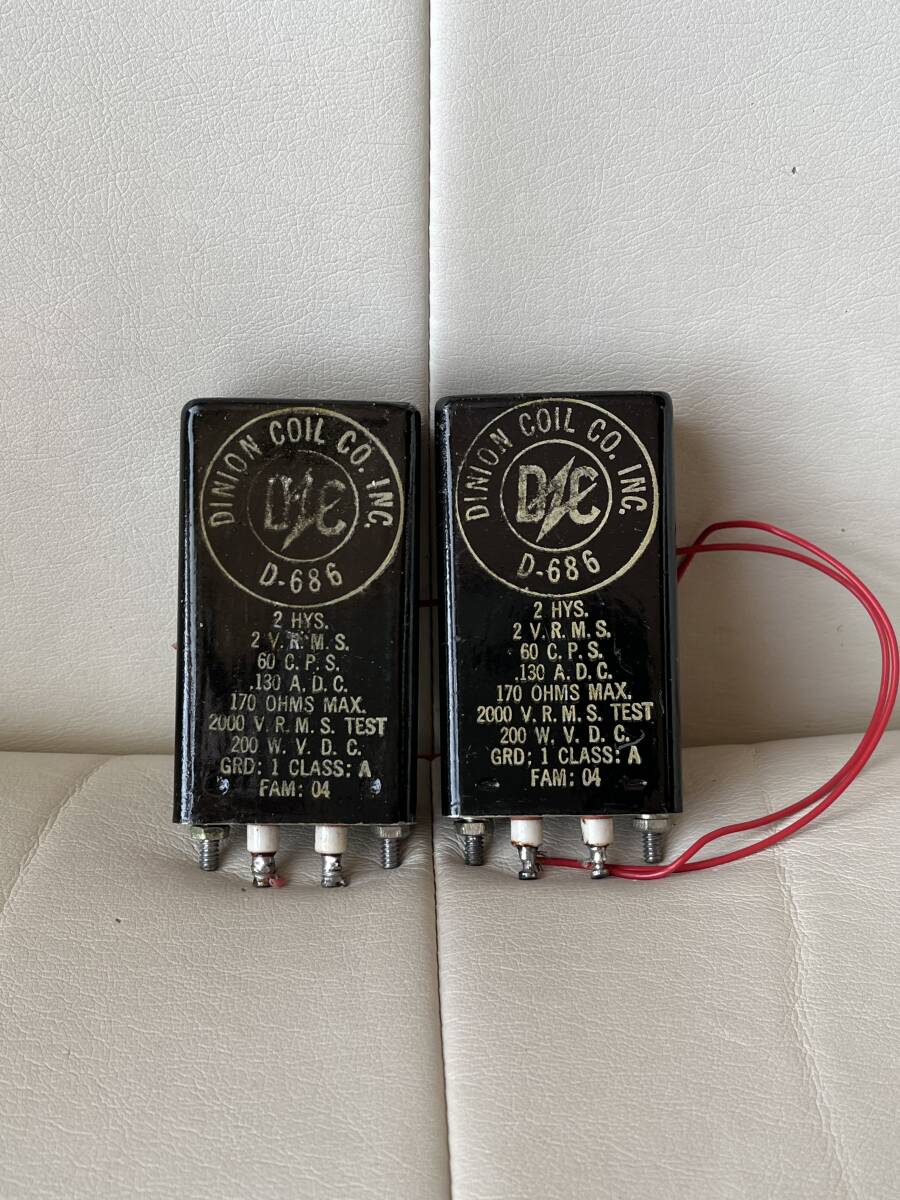 DINION COIL CO. INC.
DIC
D-686
2 HYS.
2 V. R. M. S.
60 C. P. S.
.130 A. D. C.
170 OHMS MAX.
2000 V. R. M. S. TEST
200 W. V. D. C.
GRD: 1 CLASS: A
FAM: 04
DINION COIL CO. INC.
DIC
D-686
2 HYS.
2 V. R. M. S.
60 C. P. S.
.130 A. D. C.
170 OHMS MAX.
2000 V. R. M. S. TEST
200 W. V. D. C.
GRD: 1 CLASS: A
FAM: 04